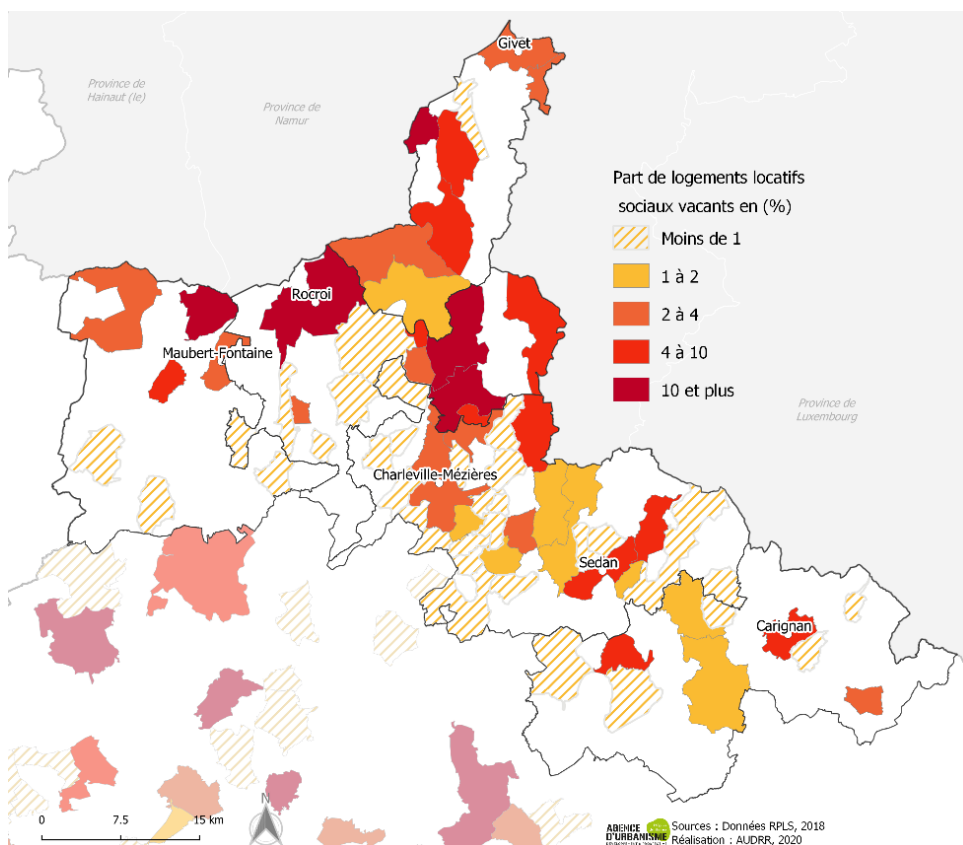 Givet
Province de
Hainaut (le)
Province de
Namur
Part de logements locatifs
sociaux vacants en (%)
Moins de 1
1 à 2
2 à 4
4 à 10
10 et plus
Rocroi
Maubert-Fontaine
Province de
Luxembourg
Charleville-Mézières
Sedan
Carignan
N
0 7.5 15 km
AGENCE
D'URBANISME
Sources : Données RPLS, 2018
Réalisation : AUDRR, 2020